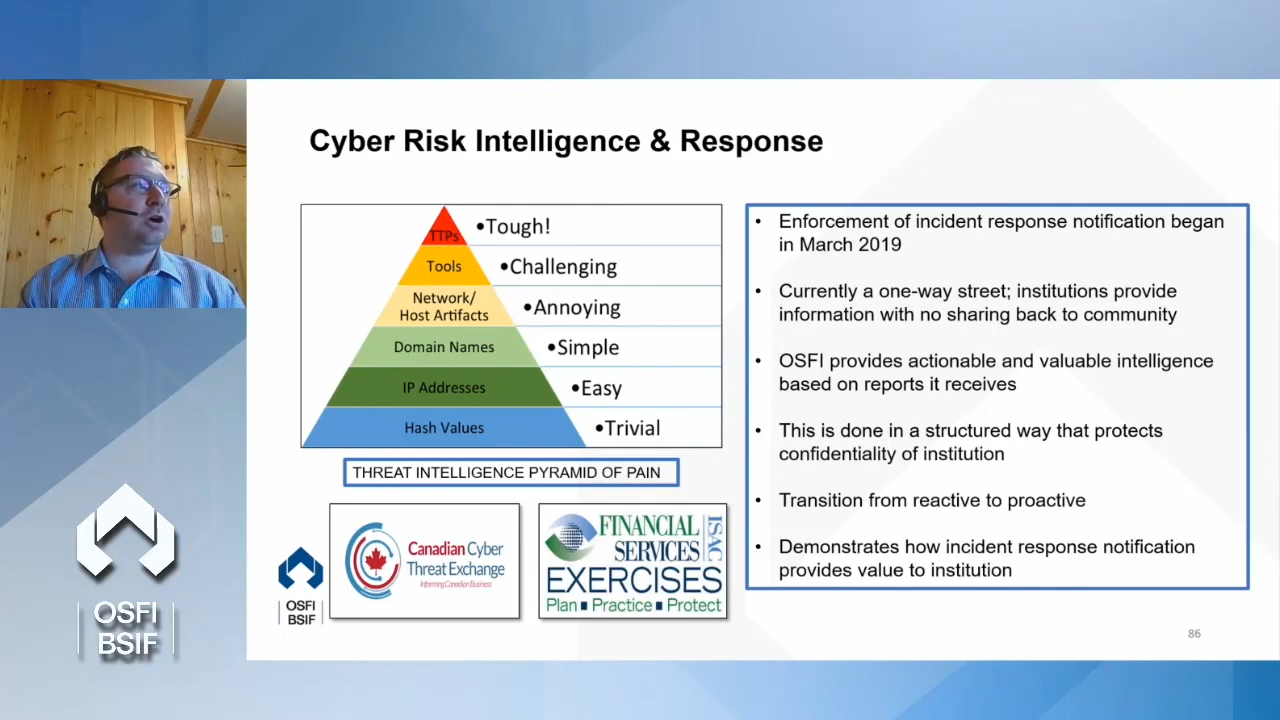 Cyber Risk Intelligence & Response
TTPs
•Tough!
Tools
•Challenging
Network/
Host Artifacts
•Annoying
Domain Names
•Simple
IP Addresses
•Easy
Hash Values
•Trivial
THREAT INTELLIGENCE PYRAMID OF PAIN
OSFI
BSIF
Canadian Cyber
Threat Exchange
Informing Canadian Business
FINANCIAL
SERVICES
ISAC
EXERCISES
Plan ■ Practice ■ Protect
• Enforcement of incident response notification began
in March 2019
• Currently a one-way street; institutions provide
information with no sharing back to community
• OSFI provides actionable and valuable intelligence
based on reports it receives
• This is done in a structured way that protects
confidentiality of institution
• Transition from reactive to proactive
• Demonstrates how incident response notification
provides value to institution
86
OSFI
BSIF